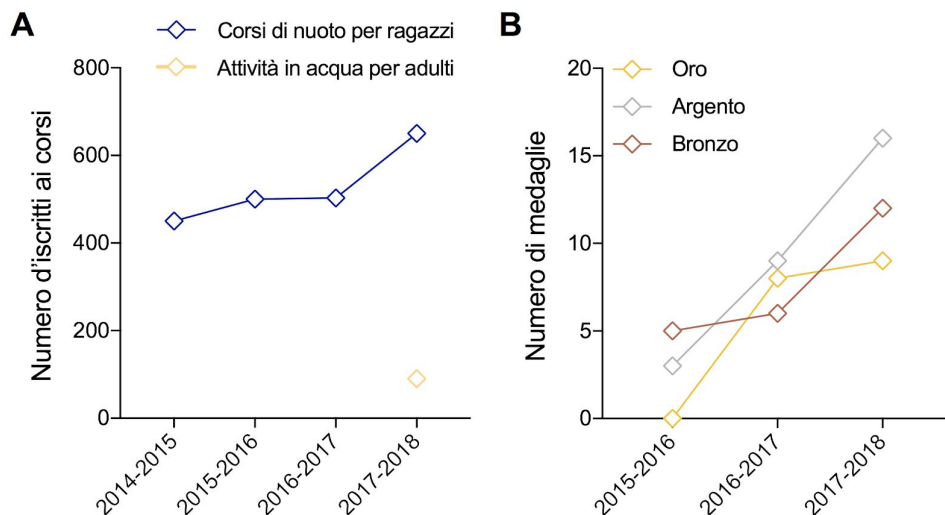 A
Corsi di nuoto per ragazzi
Attività in acqua per adulti
Numero d'iscritti ai corsi
800
600
400
200
0
2014-2015
2015-2016
2016-2017
2017-2018
B
Oro
Argento
Bronzo
Numero di medaglie
20
15
10
5
0
2015-2016
2016-2017
2017-2018